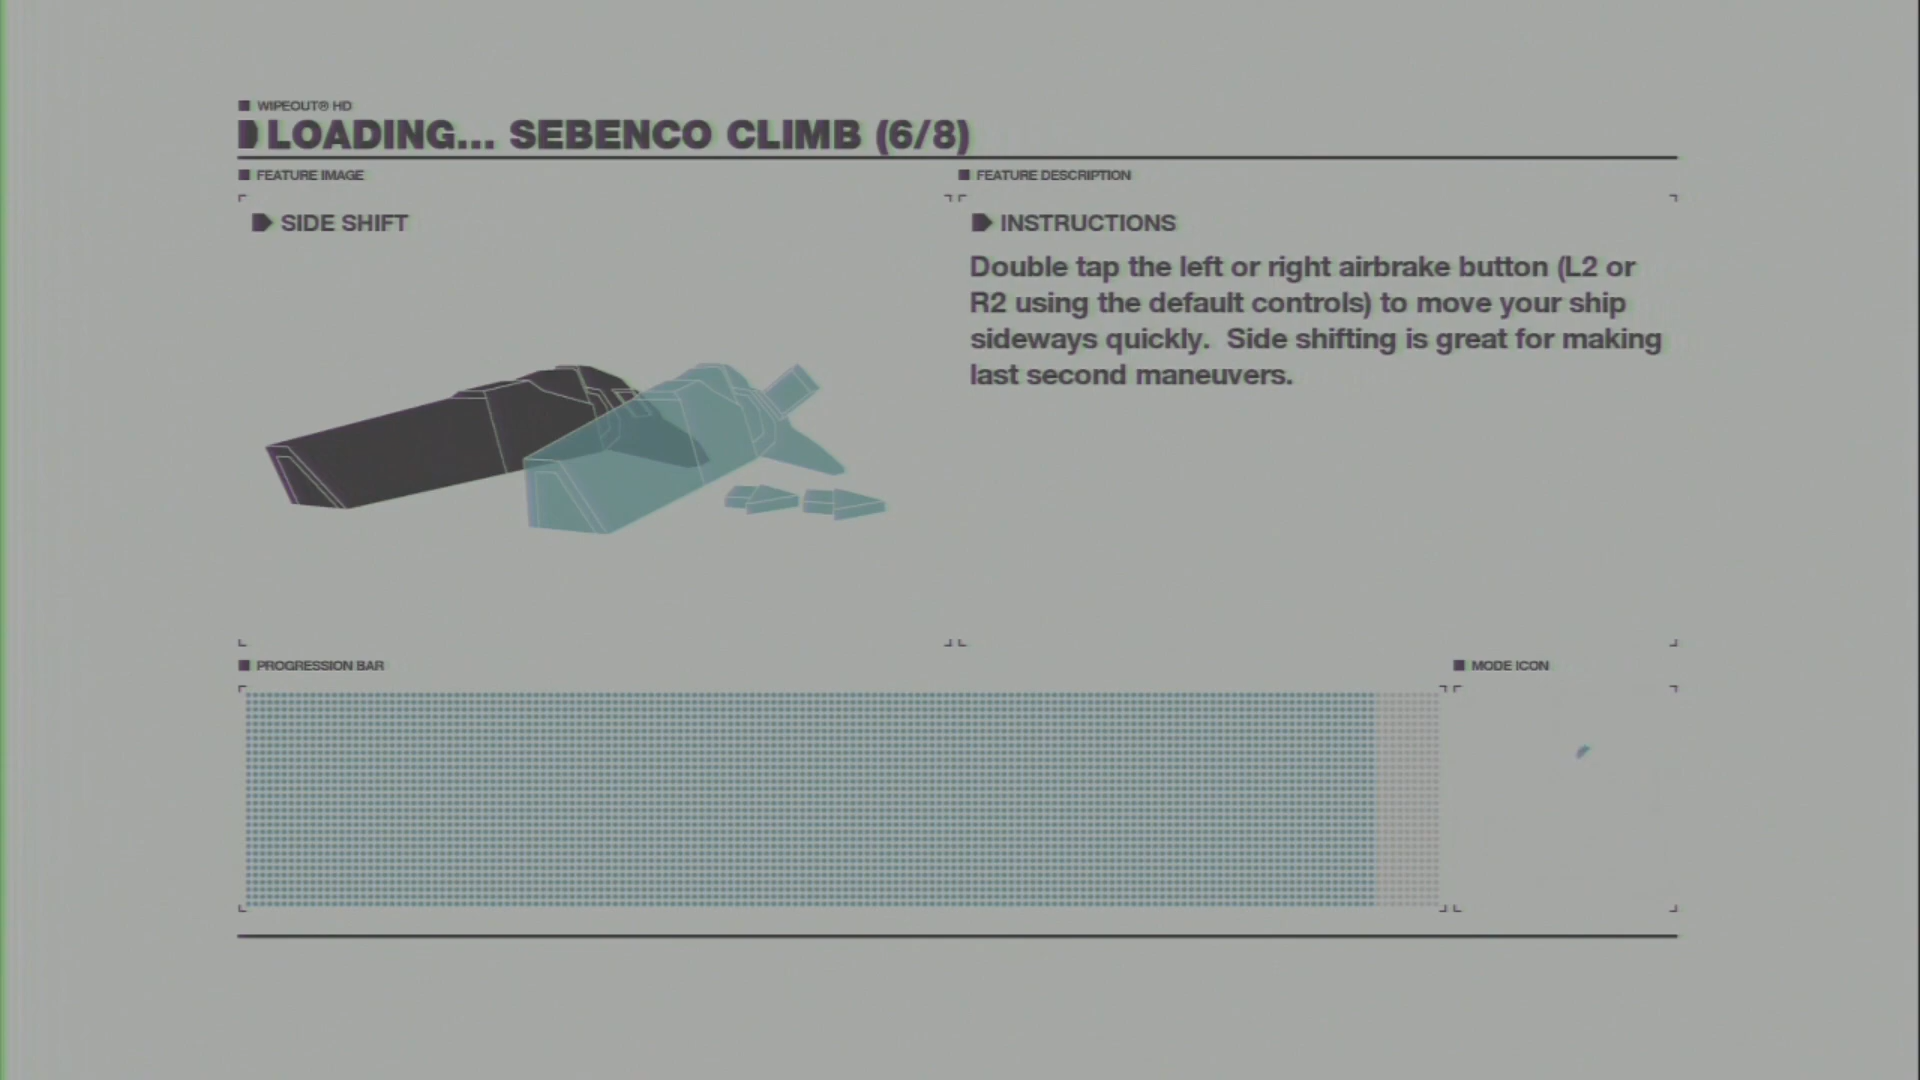 WIPEOUT® HD
LOADING... SEBENCO CLIMB (6/8)
FEATURE IMAGE
FEATURE DESCRIPTION
SIDE SHIFT
INSTRUCTIONS
Double tap the left or right airbrake button (L2 or
R2 using the default controls) to move your ship
sideways quickly.  Side shifting is great for making
last second maneuvers.
PROGRESSION BAR
MODE ICON